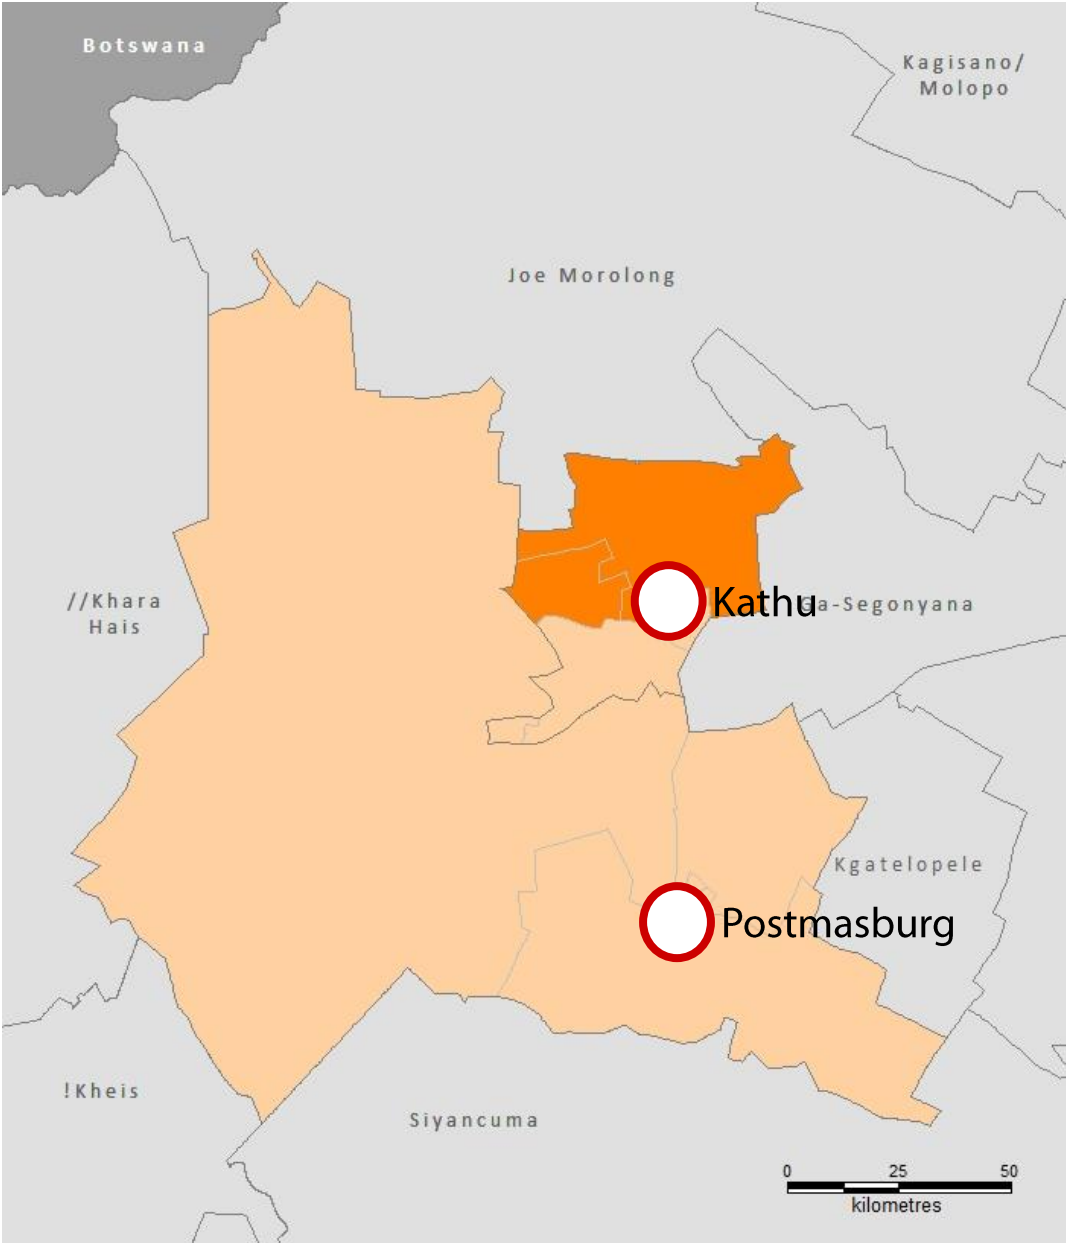 Botswana
Kagisano/
Molopo
Joe Morolong
//Khara
Hais
Kathu
Ga-Segonyana
Kgatelopele
Postmasburg
!Kheis
Siyancuma
0 25 50
kilometres